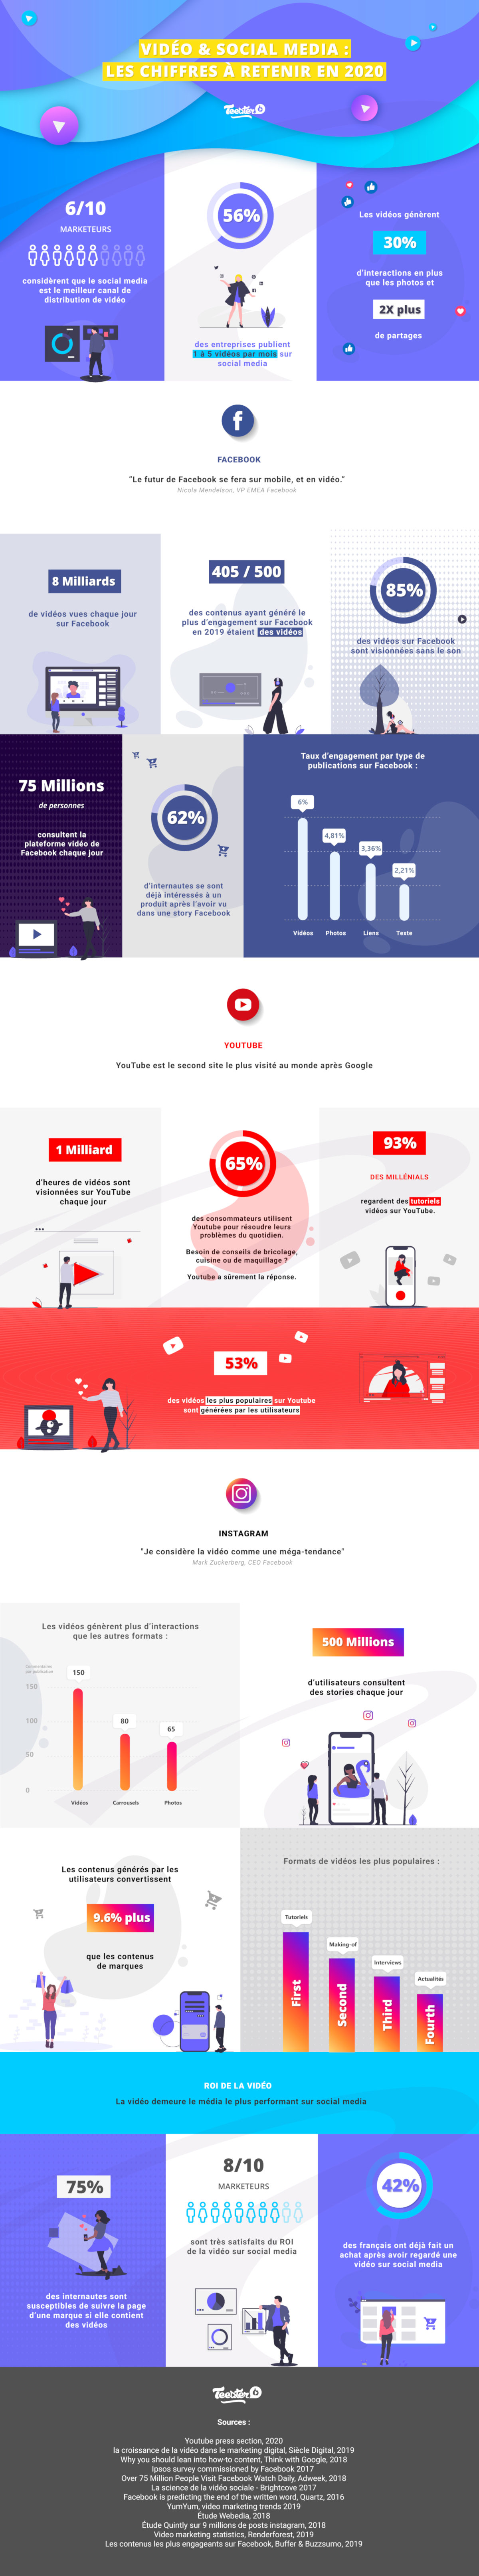 VIDÉO & SOCIAL MEDIA :
LES CHIFFRES À RETENIR EN 2020
Teester
6/10
MARKETEURS
considèrent que le social media
est le meilleur canal de
distribution de vidéo
56%
des entreprises publient
1 à 5 vidéos par mois sur
social media
Les vidéos génèrent
30%
d'interactions en plus
que les photos et
2X plus
de partages
FACEBOOK
"Le futur de Facebook se fera sur mobile, et en vidéo."
Nicola Mendelson, VP EMEA Facebook
8 Milliards
de vidéos vues chaque jour
sur Facebook
405 / 500
des contenus ayant généré le
plus d'engagement sur Facebook
en 2019 étaient des vidéos
85%
des vidéos sur Facebook
sont visionnées sans le son
75 Millions
de personnes
consultent la
plateforme vidéo de
Facebook chaque jour
62%
d'internautes se sont
déjà intéressés à un
produit après l'avoir vu
dans une story Facebook
Taux d'engagement par type de
publications sur Facebook :
6%
4,81%
3,36%
2,21%
Vidéos Photos Liens Texte
YOUTUBE
YouTube est le second site le plus visité au monde après Google
1 Milliard
d'heures de vidéos sont
visionnées sur YouTube
chaque jour
65%
des consommateurs utilisent
Youtube pour résoudre leurs
problèmes du quotidien.
Besoin de conseils de bricolage,
cuisine ou de maquillage ?
Youtube a sûrement la réponse.
93%
DES MILLÉNIALS
regardent des tutoriels
vidéos sur YouTube.
53%
des vidéos les plus populaires sur Youtube
sont générées par les utilisateurs
INSTAGRAM
"Je considère la vidéo comme une méga-tendance"
Mark Zuckerberg, CEO Facebook
Les vidéos génèrent plus d'interactions
que les autres formats :
Commentaires
par publication
150
100
50
0
150
80
65
Vidéos Carrousels Photos
500 Millions
d'utilisateurs consultent
des stories chaque jour
Les contenus générés par les
utilisateurs convertissent
9.6% plus
que les contenus
de marques
Formats de vidéos les plus populaires :
Tutoriels
Making-of
Interviews
Actualités
First
Second
Third
Fourth
ROI DE LA VIDÉO
La vidéo demeure le média le plus performant sur social media
75%
des internautes sont
susceptibles de suivre la page
d'une marque si elle contient
des vidéos
8/10
MARKETEURS
sont très satisfaits du ROI
de la vidéo sur social media
42%
des français ont déjà fait un
achat après avoir regardé une
vidéo sur social media
Teester
Sources :
Youtube press section, 2020
la croissance de la vidéo dans le marketing digital, Siècle Digital, 2019
Why you should lean into how-to content, Think with Google, 2018
Ipsos survey commissioned by Facebook 2017
Over 75 Million People Visit Facebook Watch Daily, Adweek, 2018
La science de la vidéo sociale - Brightcove 2017
Facebook is predicting the end of the written word, Quartz, 2016
YumYum, video marketing trends 2019
Étude Webedia, 2018
Étude Quintly sur 9 millions de posts instagram, 2018
Video marketing statistics, Renderforest, 2019
Les contenus les plus engageants sur Facebook, Buffer & Buzzsumo, 2019